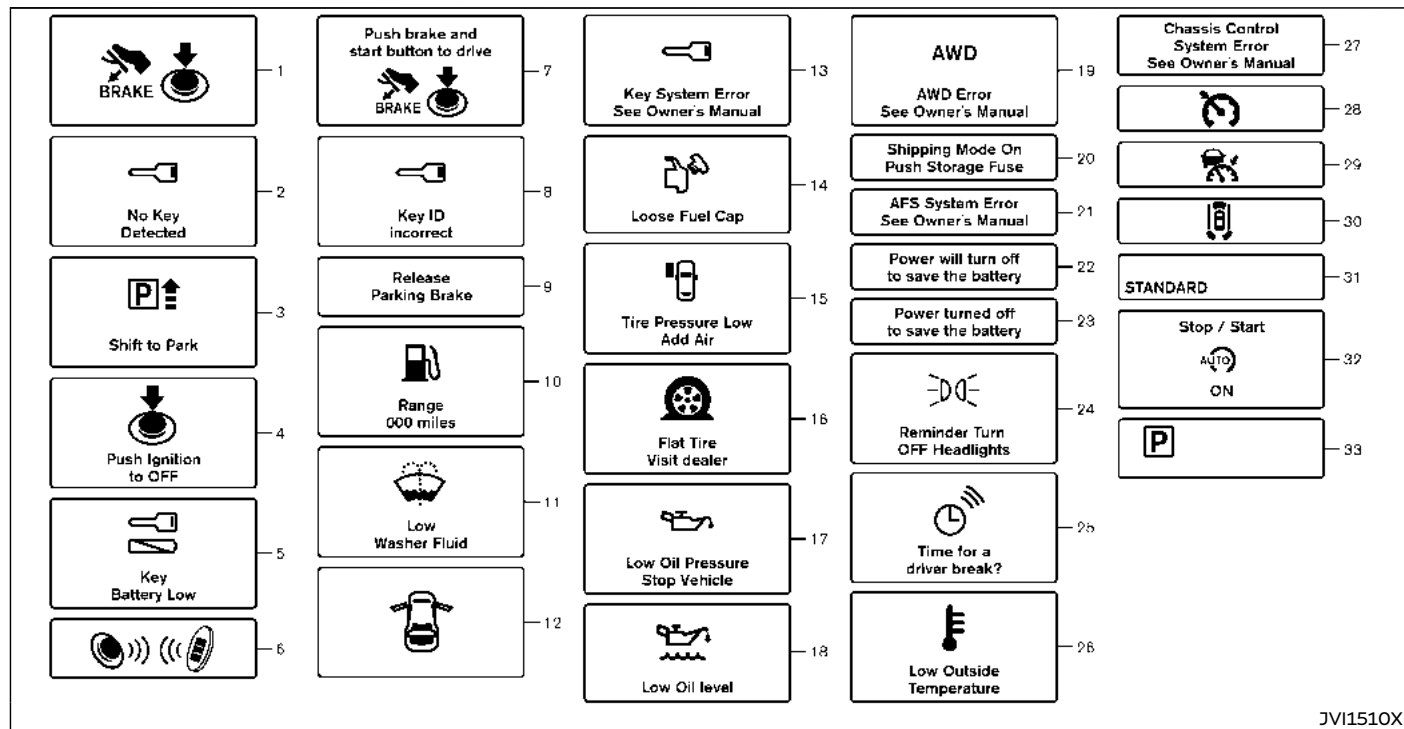 BRAKE
1
No Key
Detected
2
P
Shift to Park
3
Push Ignition
to OFF
4
Key
Battery Low
5
6
Push brake and
start button to drive
BRAKE
7
Key ID
incorrect
8
Release
Parking Brake
9
Range
000 miles
10
Low
Washer Fluid
11
12
Key System Error
See Owner's Manual
13
Loose Fuel Cap
14
Tire Pressure Low
Add Air
15
Flat Tire
Visit dealer
16
Low Oil Pressure
Stop Vehicle
17
Low Oil level
18
AWD
AWD Error
See Owner's Manual
19
Shipping Mode On
Push Storage Fuse
20
AFS System Error
See Owner's Manual
21
Power will turn off
to save the battery
22
Power turned off
to save the battery
23
Reminder Turn
OFF Headlights
24
Time for a
driver break?
25
Low Outside
Temperature
26
Chassis Control
System Error
See Owner's Manual
27
28
29
30
STANDARD
31
Stop / Start
AUTO
ON
32
P
33
JVI1510X